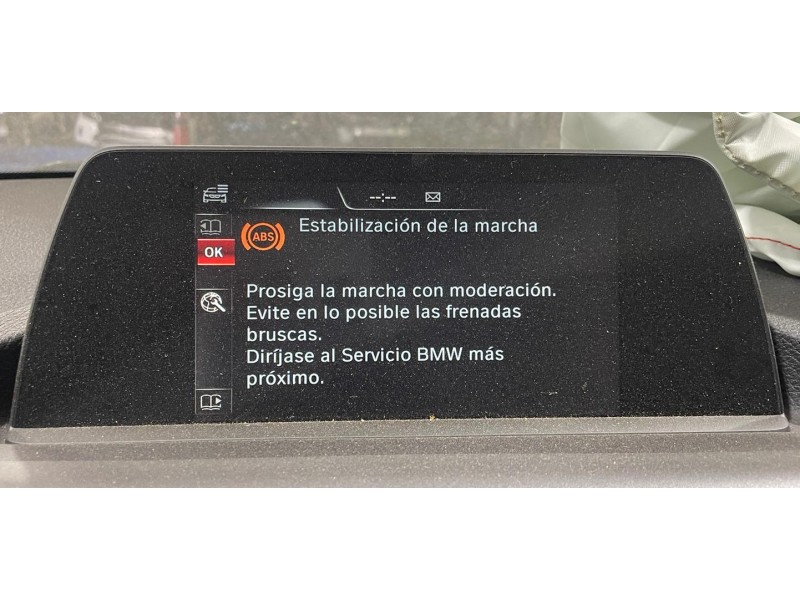 --:--
ABS Estabilización de la marcha
OK
Prosiga la marcha con moderación.
Evite en lo posible las frenadas
bruscas.
Diríjase al Servicio BMW más
próximo.